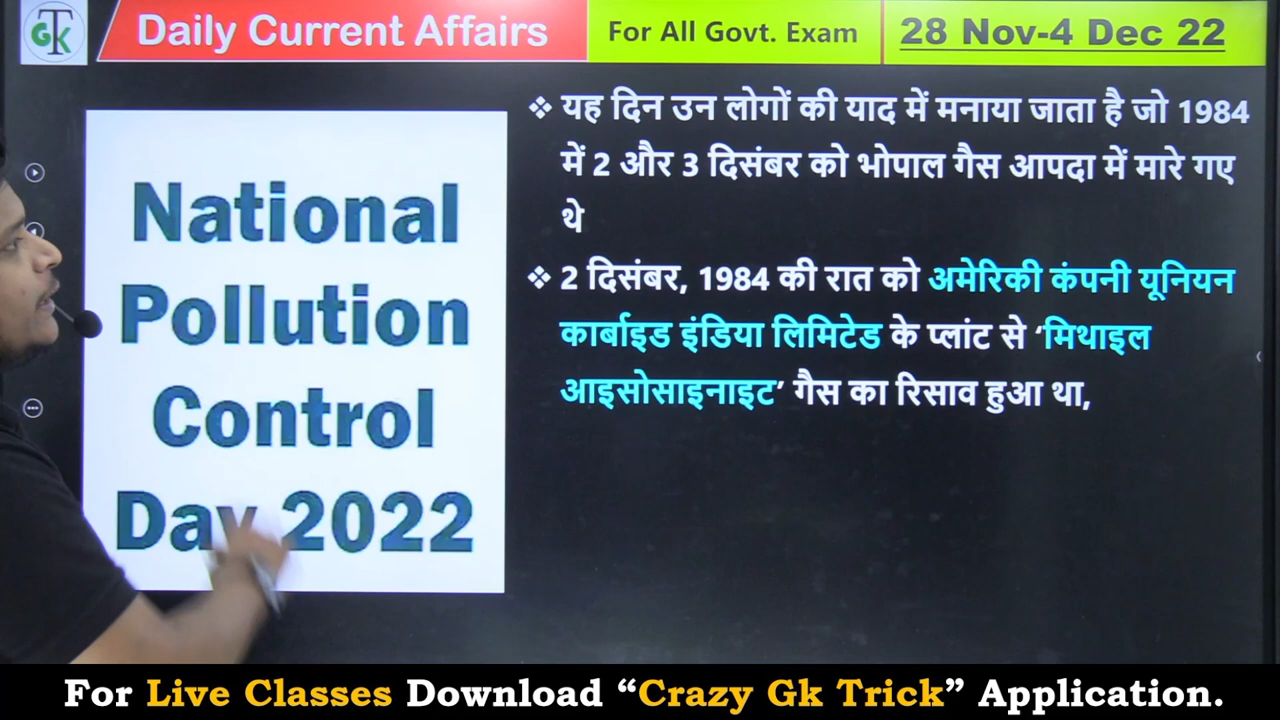 GTK
Daily Current Affairs
For All Govt. Exam
28 Nov-4 Dec 22
National
Pollution
Control
Day 2022
❖ यह दिन उन लोगों की याद में मनाया जाता है जो 1984
में 2 और 3 दिसंबर को भोपाल गैस आपदा में मारे गए
थे
❖ 2 दिसंबर, 1984 की रात को अमेरिकी कंपनी यूनियन
कार्बाइड इंडिया लिमिटेड के प्लांट से ‘मिथाइल
आइसोसाइनाइट’ गैस का रिसाव हुआ था,
For Live Classes Download “Crazy Gk Trick” Application.